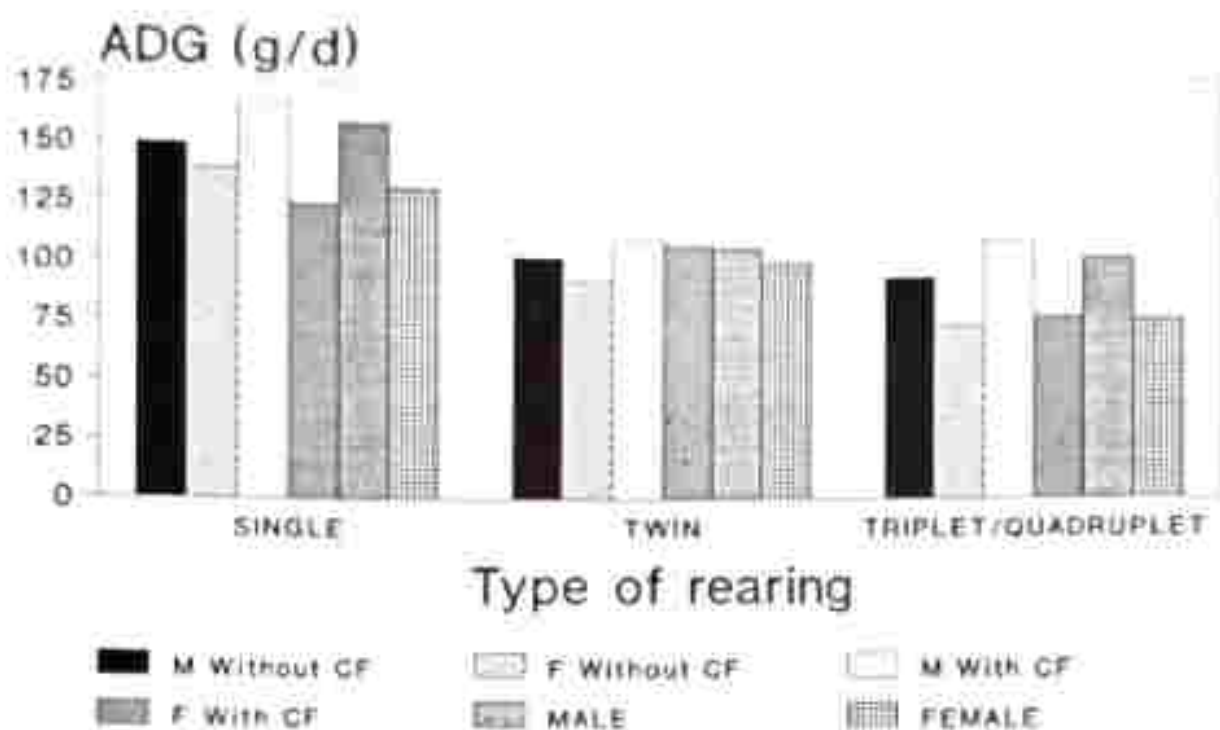 ADG (g/d)
175
150
125
100
75
50
25
0
SINGLE TWIN TRIPLET/QUADRUPLET
Type of rearing
M Without CF F Without CF M With CF
F With CF MALE FEMALE